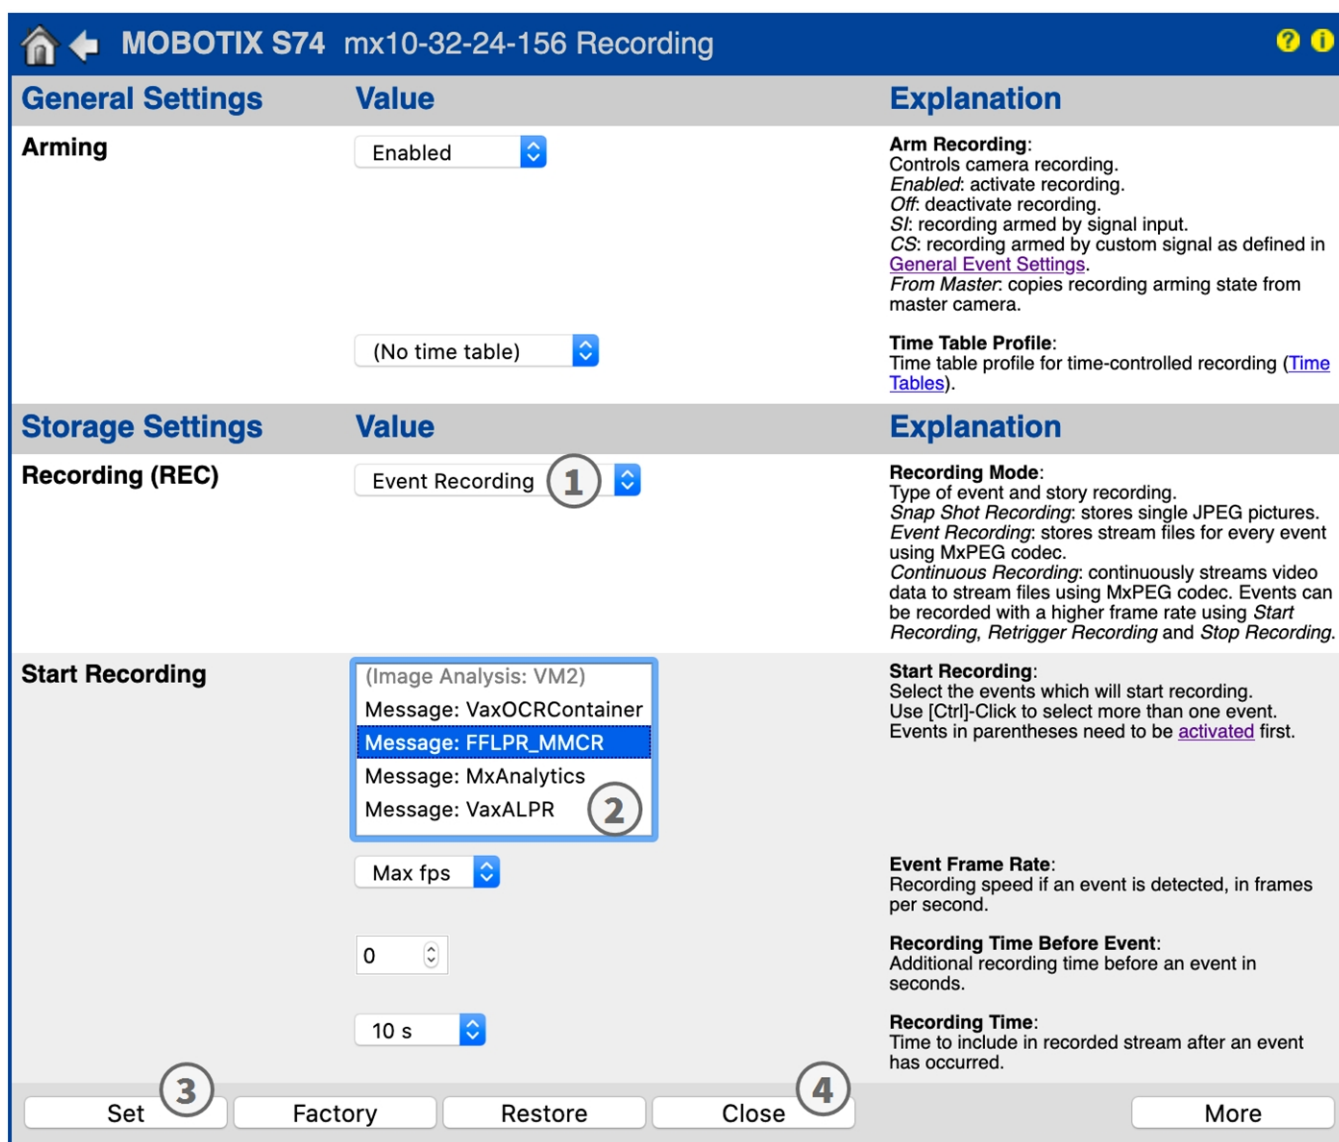 MOBOTIX S74 mx10-32-24-156 Recording
? i
General Settings Value Explanation
Arming
Enabled
Arm Recording:
Controls camera recording.
Enabled: activate recording.
Off: deactivate recording.
SI: recording armed by signal input.
CS: recording armed by custom signal as defined in
General Event Settings.
From Master: copies recording arming state from
master camera.
(No time table)
Time Table Profile:
Time table profile for time-controlled recording (Time
Tables).
Storage Settings Value Explanation
Recording (REC)
Event Recording 1
Recording Mode:
Type of event and story recording.
Snap Shot Recording: stores single JPEG pictures.
Event Recording: stores stream files for every event
using MxPEG codec.
Continuous Recording: continuously streams video
data to stream files using MxPEG codec. Events can
be recorded with a higher frame rate using Start
Recording, Retrigger Recording and Stop Recording.
Start Recording
(Image Analysis: VM2)
Message: VaxOCRContainer
Message: FFLPR_MMCR
Message: MxAnalytics
Message: VaxALPR 2
Start Recording:
Select the events which will start recording.
Use [Ctrl]-Click to select more than one event.
Events in parentheses need to be activated first.
Max fps
Event Frame Rate:
Recording speed if an event is detected, in frames
per second.
0
Recording Time Before Event:
Additional recording time before an event in
seconds.
10 s
Recording Time:
Time to include in recorded stream after an event
has occurred.
3 4
Set Factory Restore Close More